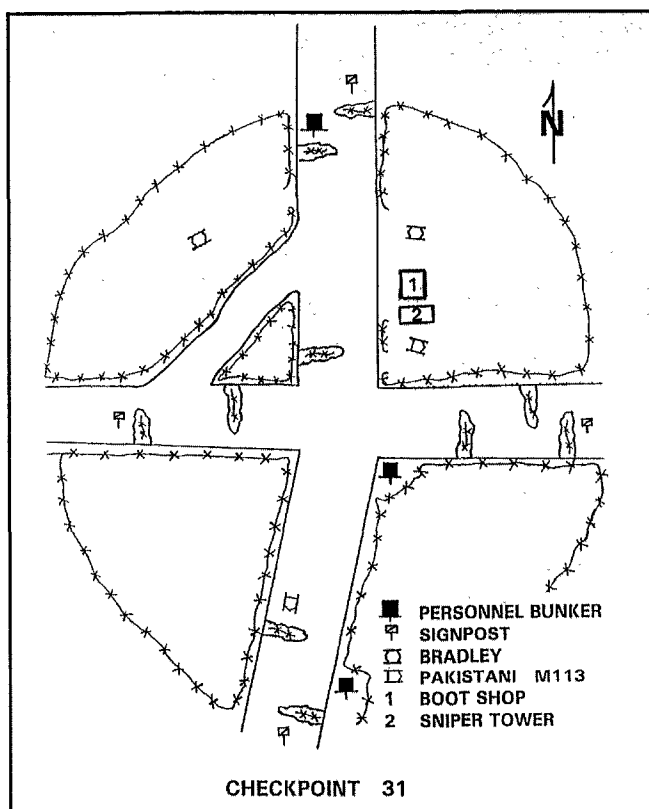 N
1
2
PERSONNEL BUNKER
SIGNPOST
BRADLEY
PAKISTANI M113
1 BOOT SHOP
2 SNIPER TOWER
CHECKPOINT 31